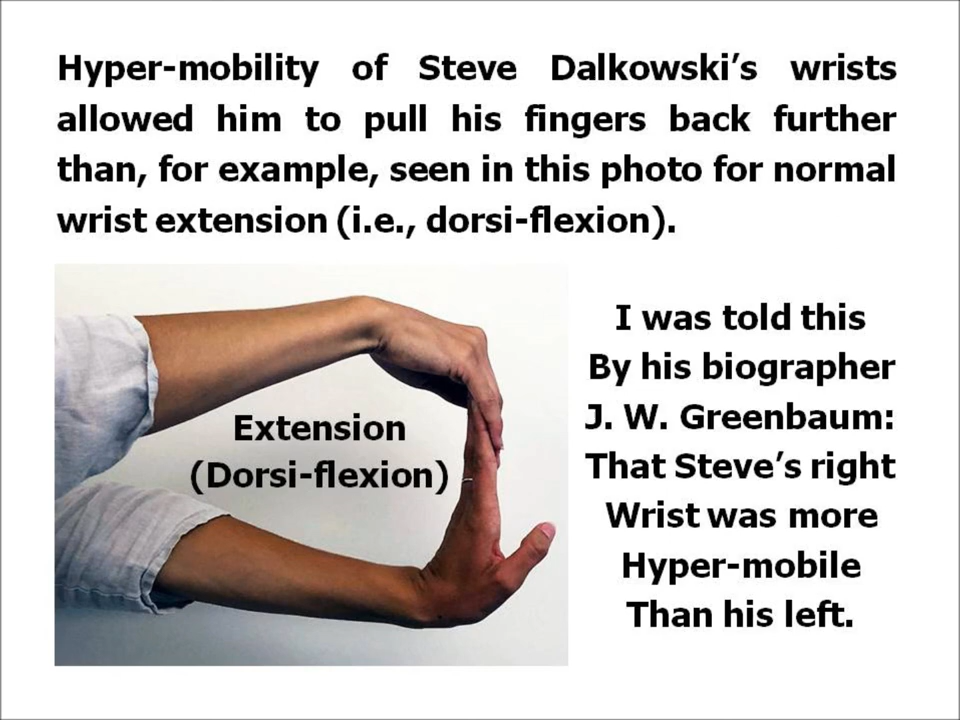 Hyper-mobility of Steve Dalkowski’s wrists
allowed him to pull his fingers back further
than, for example, seen in this photo for normal
wrist extension (i.e., dorsi-flexion).
Extension
(Dorsi-flexion)
I was told this
By his biographer
J. W. Greenbaum:
That Steve’s right
Wrist was more
Hyper-mobile
Than his left.